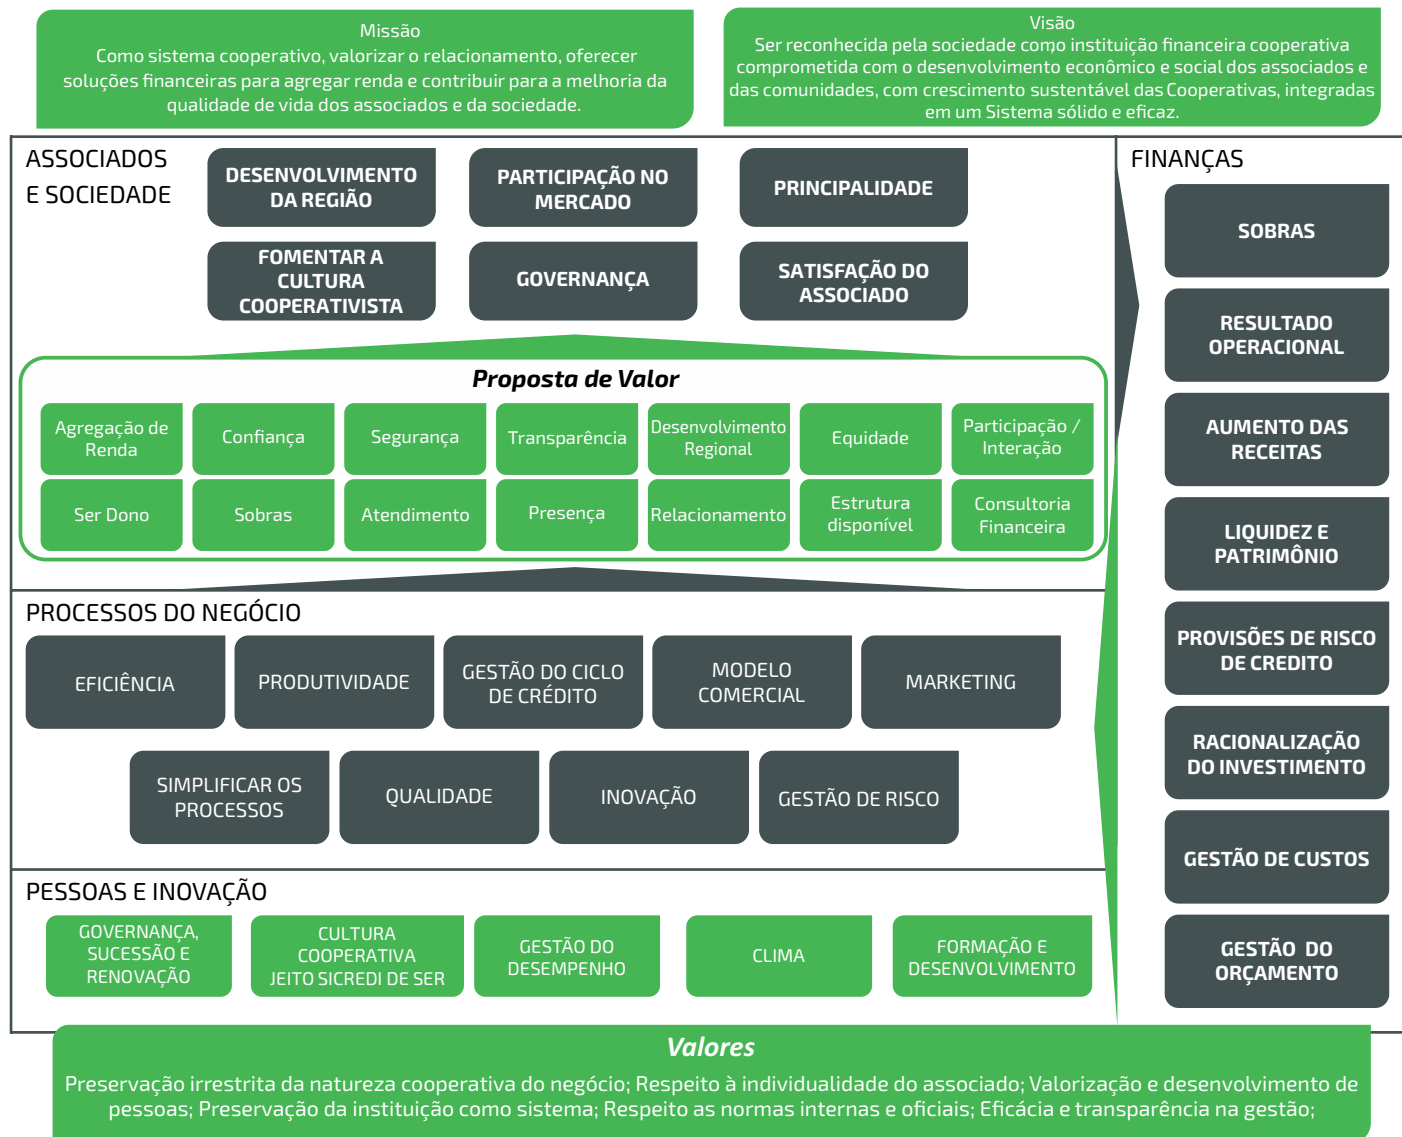 Missão
Como sistema cooperativo, valorizar o relacionamento, oferecer
soluções financeiras para agregar renda e contribuir para a melhoria da
qualidade de vida dos associados e da sociedade.
Visão
Ser reconhecida pela sociedade como instituição financeira cooperativa
comprometida com o desenvolvimento econômico e social dos associados e
das comunidades, com crescimento sustentável das Cooperativas, integradas
em um Sistema sólido e eficaz.
ASSOCIADOS
E SOCIEDADE
DESENVOLVIMENTO
DA REGIÃO
PARTICIPAÇÃO NO
MERCADO
PRINCIPALIDADE
FOMENTAR A
CULTURA
COOPERATIVISTA
GOVERNANÇA
SATISFAÇÃO DO
ASSOCIADO
Proposta de Valor
Agregação de
Renda
Confiança
Segurança
Transparência
Desenvolvimento
Regional
Equidade
Participação /
Interação
Ser Dono
Sobras
Atendimento
Presença
Relacionamento
Estrutura
disponível
Consultoria
Financeira
PROCESSOS DO NEGÓCIO
EFICIÊNCIA
PRODUTIVIDADE
GESTÃO DO CICLO
DE CRÉDITO
MODELO
COMERCIAL
MARKETING
SIMPLIFICAR OS
PROCESSOS
QUALIDADE
INOVAÇÃO
GESTÃO DE RISCO
PESSOAS E INOVAÇÃO
GOVERNANÇA,
SUCESSÃO E
RENOVAÇÃO
CULTURA
COOPERATIVA
JEITO SICREDI DE SER
GESTÃO DO
DESEMPENHO
CLIMA
FORMAÇÃO E
DESENVOLVIMENTO
FINANÇAS
SOBRAS
RESULTADO
OPERACIONAL
AUMENTO DAS
RECEITAS
LIQUIDEZ E
PATRIMÔNIO
PROVISÕES DE RISCO
DE CREDITO
RACIONALIZAÇÃO
DO INVESTIMENTO
GESTÃO DE CUSTOS
GESTÃO DO
ORÇAMENTO
Valores
Preservação irrestrita da natureza cooperativa do negócio; Respeito à individualidade do associado; Valorização e desenvolvimento de
pessoas; Preservação da instituição como sistema; Respeito as normas internas e oficiais; Eficácia e transparência na gestão;